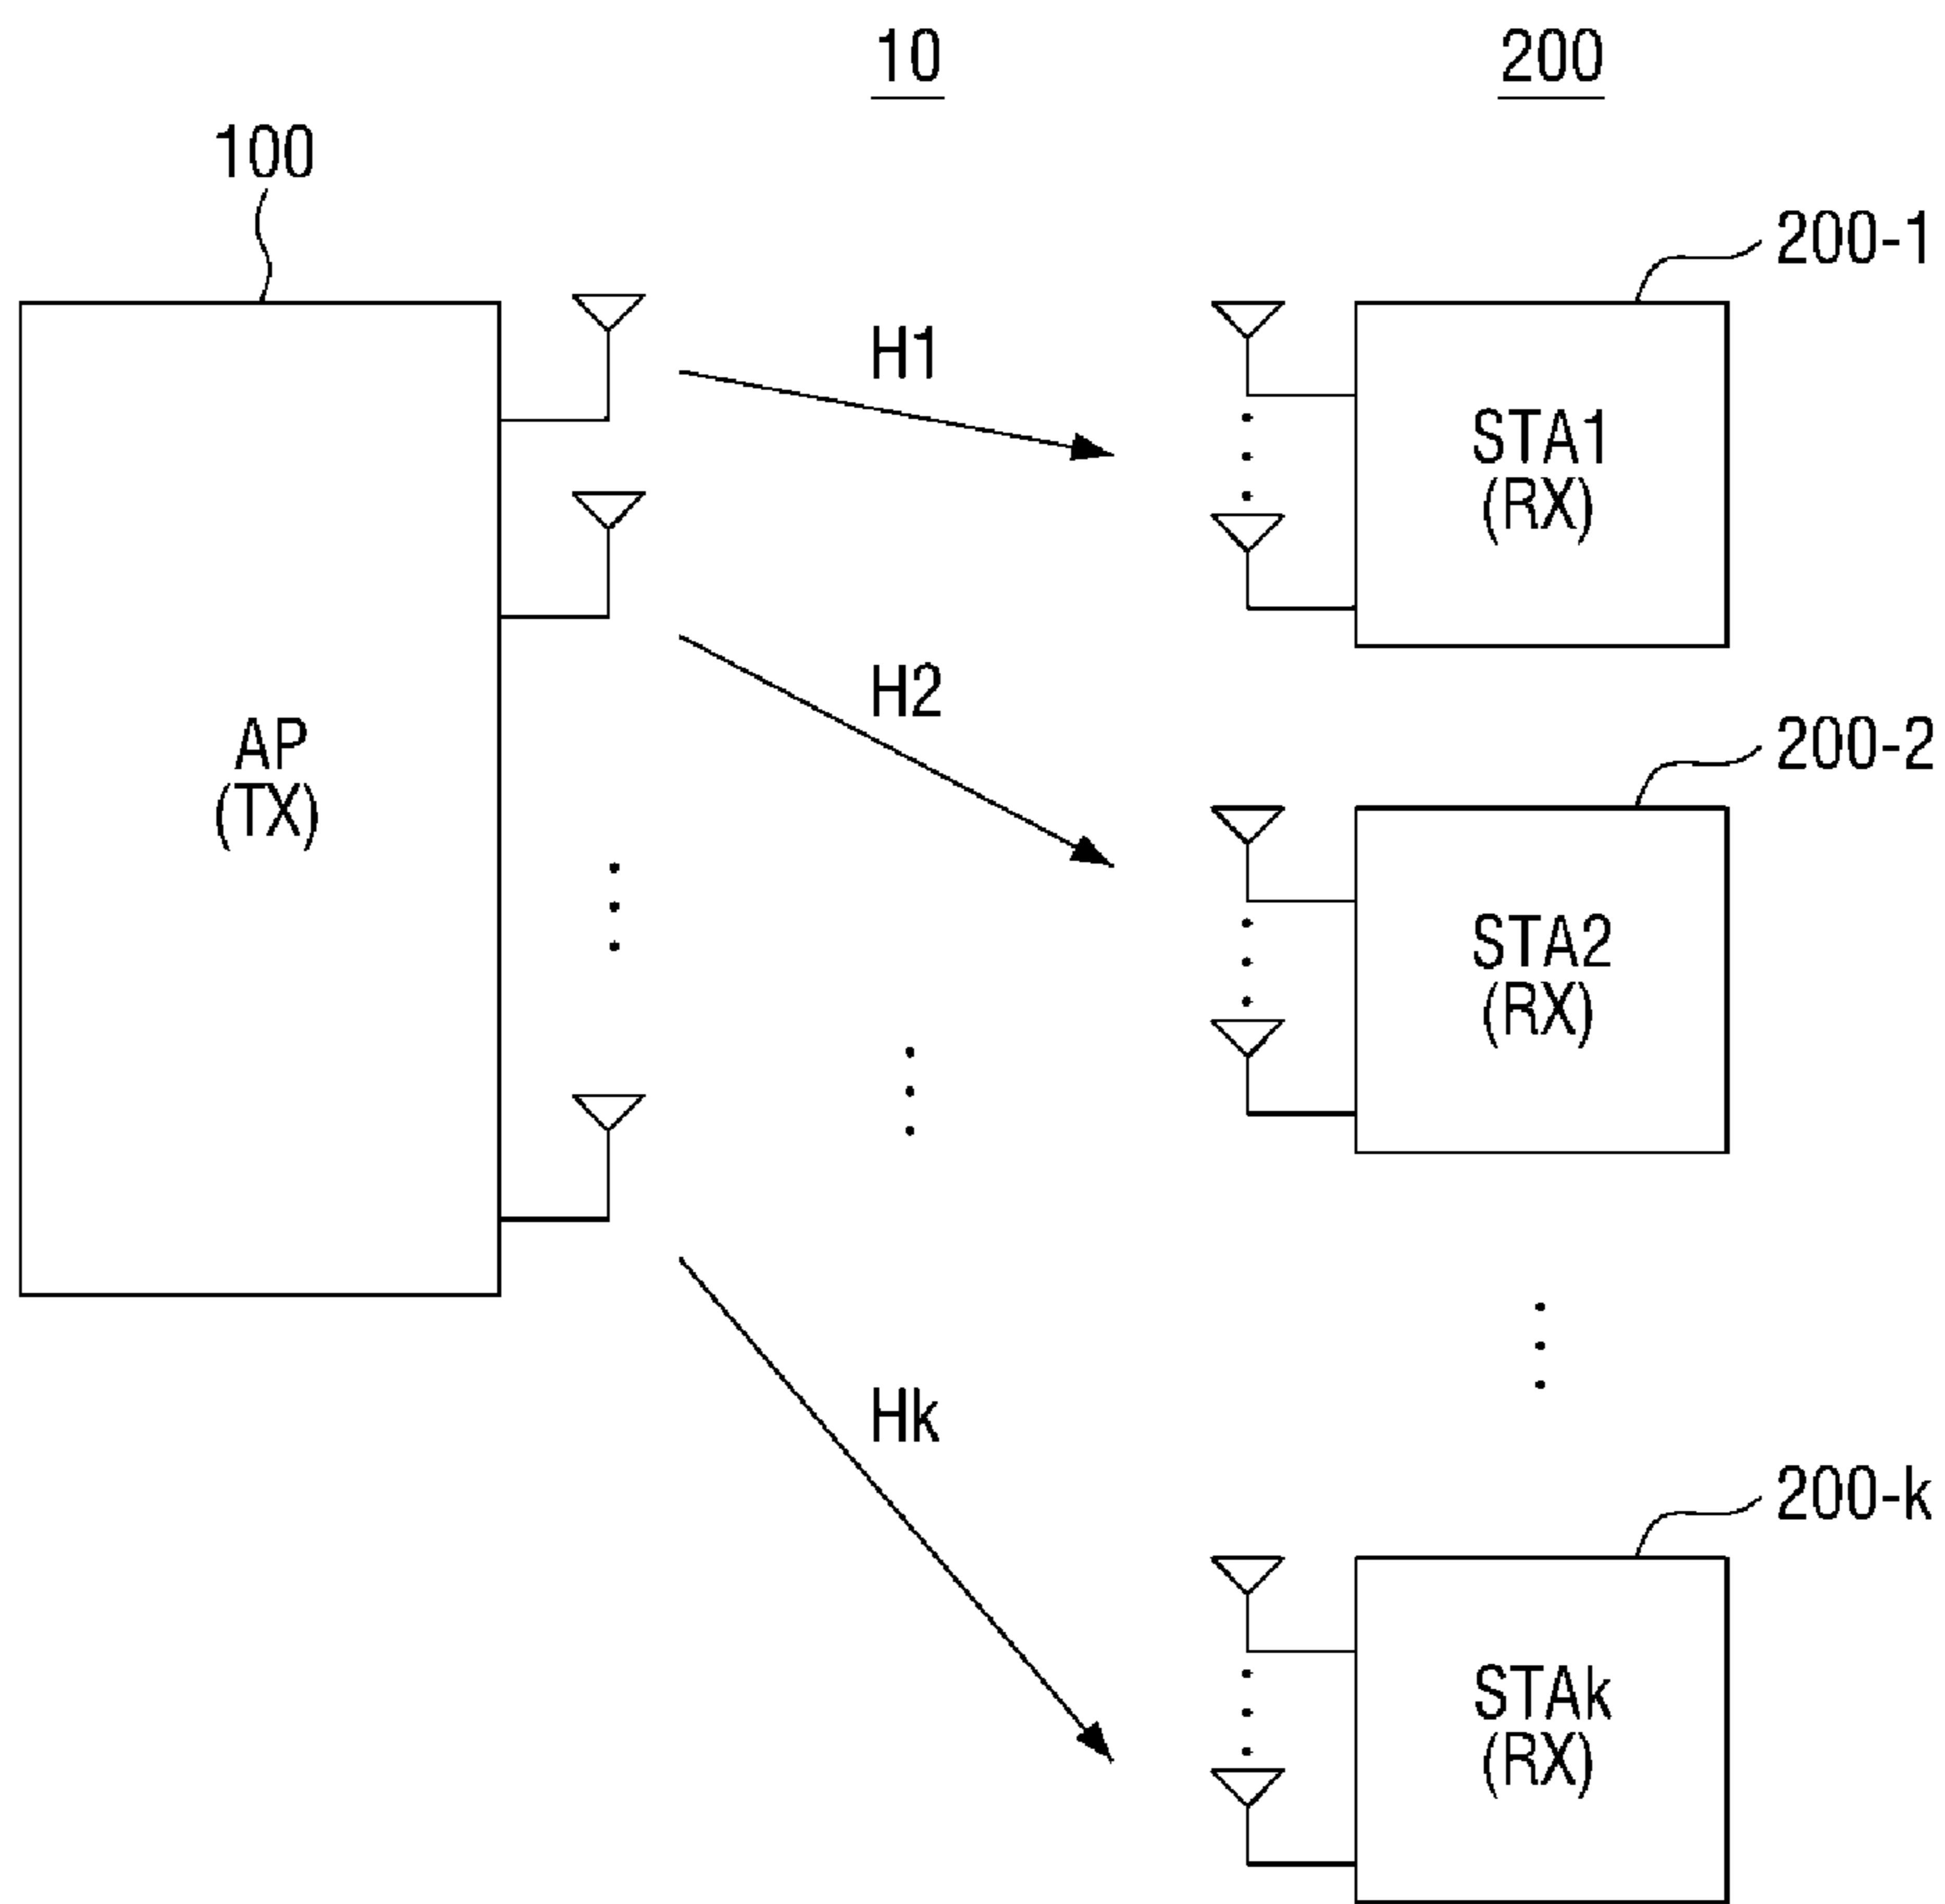 10
200
100
200-1
H1
STA1
(RX)
H2
200-2
AP
(TX)
STA2
(RX)
Hk
200-k
STAk
(RX)